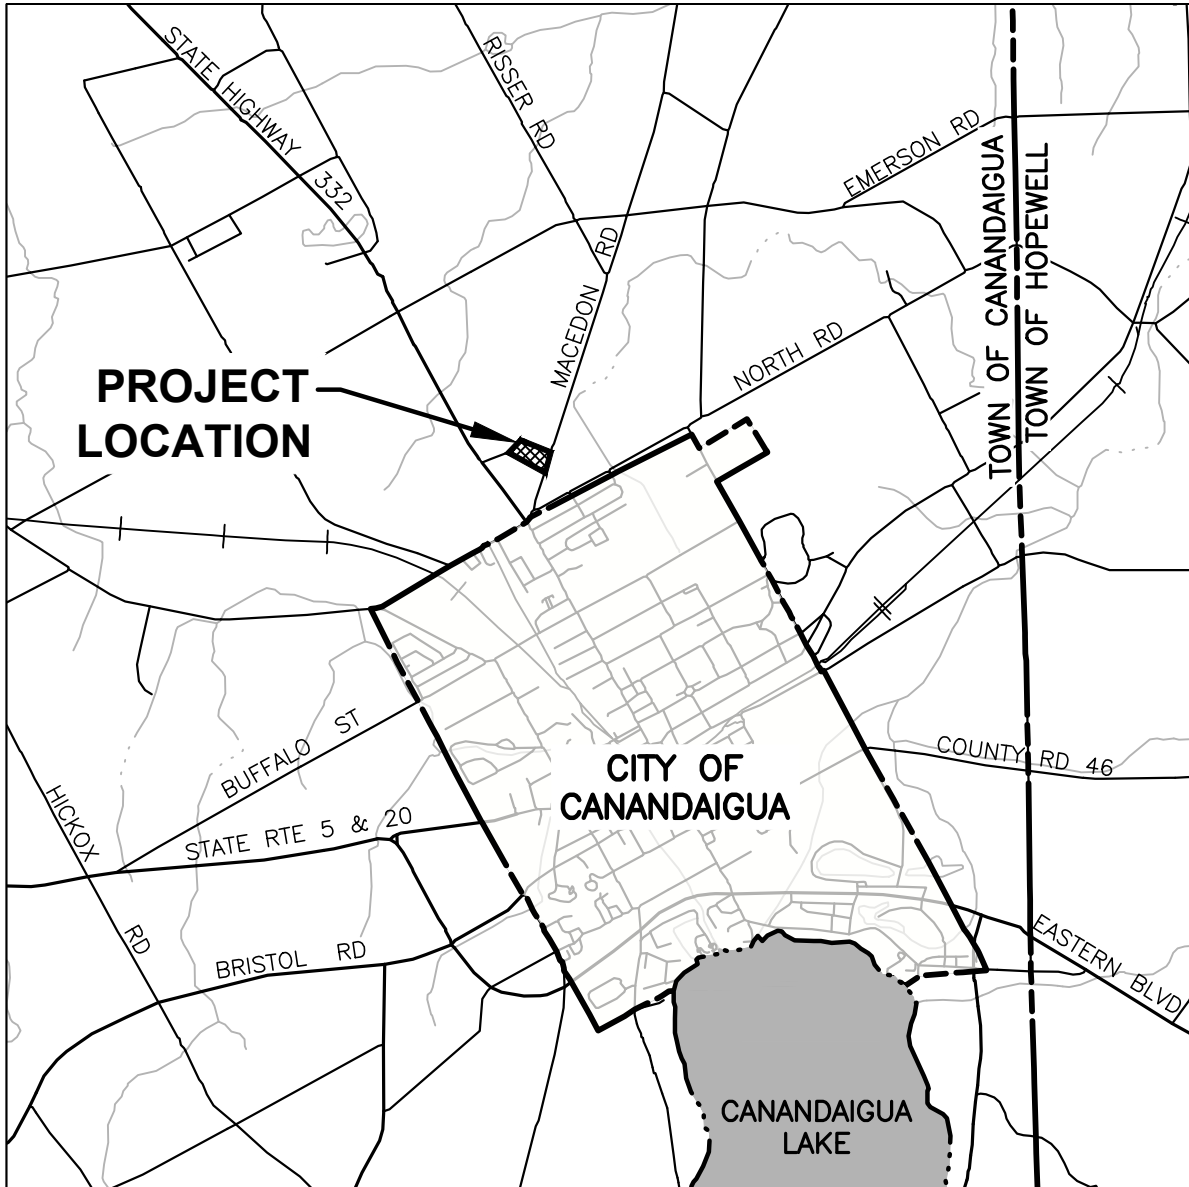 STATE HIGHWAY 332
RISSER RD
EMERSON RD
TOWN OF CANANDAIGUA
TOWN OF HOPEWELL
MACEDON RD
NORTH RD
PROJECT
LOCATION
BUFFALO ST
CITY OF
CANANDAIGUA
COUNTY RD 46
HICKOX RD
STATE RTE 5 & 20
BRISTOL RD
EASTERN BLVD
CANANDAIGUA
LAKE